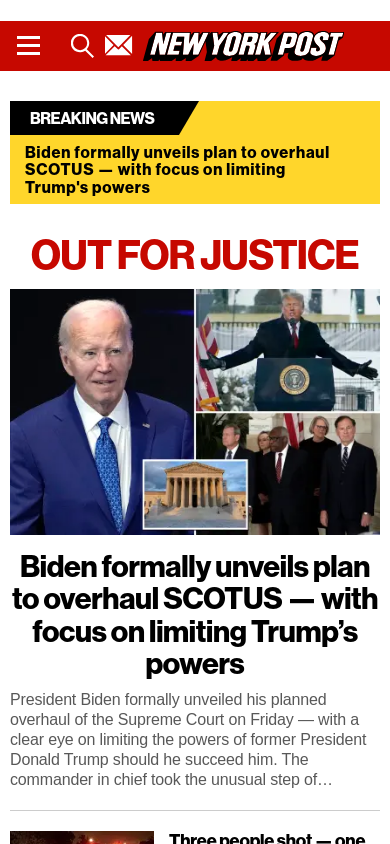 NEW YORK POST
BREAKING NEWS
Biden formally unveils plan to overhaul
SCOTUS — with focus on limiting
Trump's powers
OUT FOR JUSTICE
Biden formally unveils plan
to overhaul SCOTUS — with
focus on limiting Trump’s
powers
President Biden formally unveiled his planned
overhaul of the Supreme Court on Friday — with a
clear eye on limiting the powers of former President
Donald Trump should he succeed him. The
commander in chief took the unusual step of…
Three people shot — one